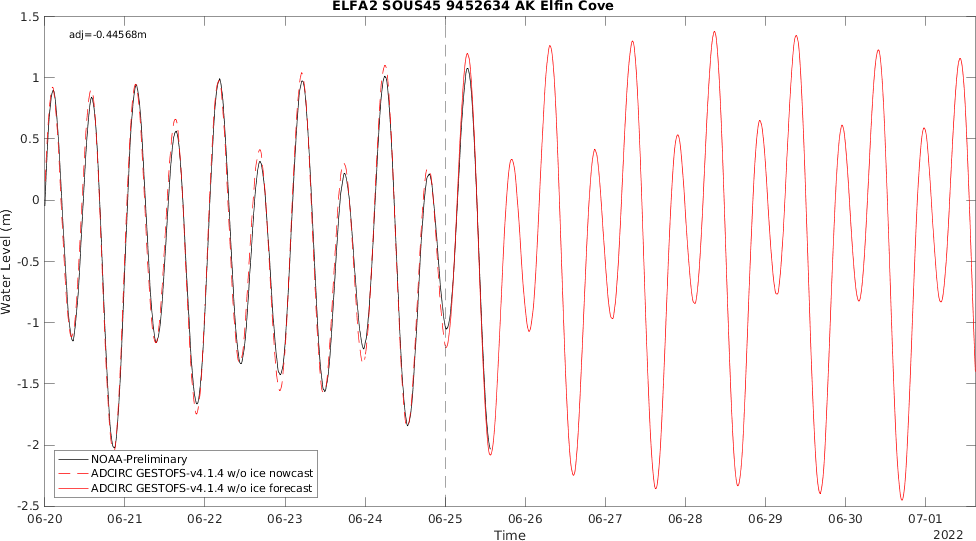 ELFA2 SOUS45 9452634 AK Elfin Cove
adj=-0.44568m
1.5
1
0.5
0
-0.5
-1
-1.5
-2
-2.5
Water Level (m)
NOAA-Preliminary
ADCIRC GESTOFS-v4.1.4 w/o ice nowcast
ADCIRC GESTOFS-v4.1.4 w/o ice forecast
06-20 06-21 06-22 06-23 06-24 06-25 06-26 06-27 06-28 06-29 06-30 07-01
Time
2022